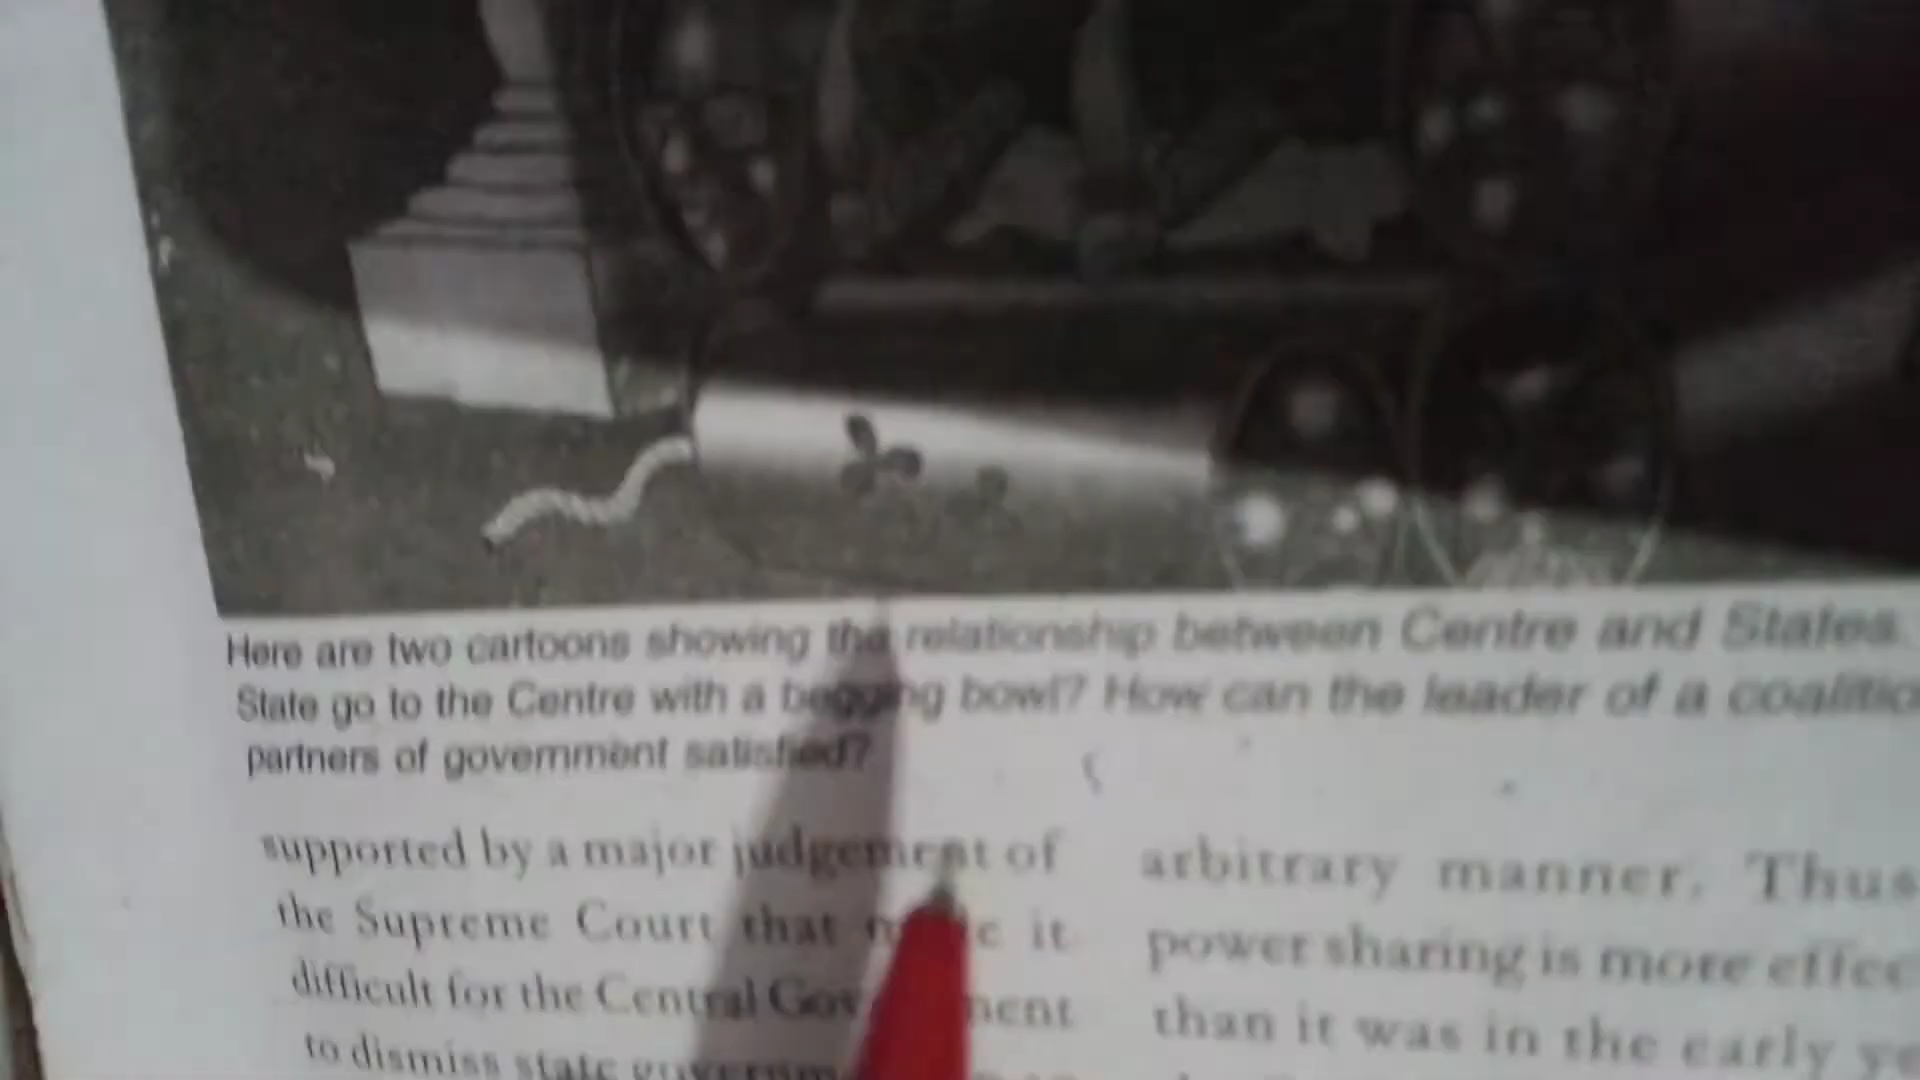 Here are two cartoons showing the relationship between Centre and States.
State go to the Centre with a begging bowl? How can the leader of a
partners of government satisfied?
supported by a major judgement of
the Supreme Court that it
difficult for the Central
to dismiss state
arbitrary manner. Thus
power sharing is more
than it was in the early